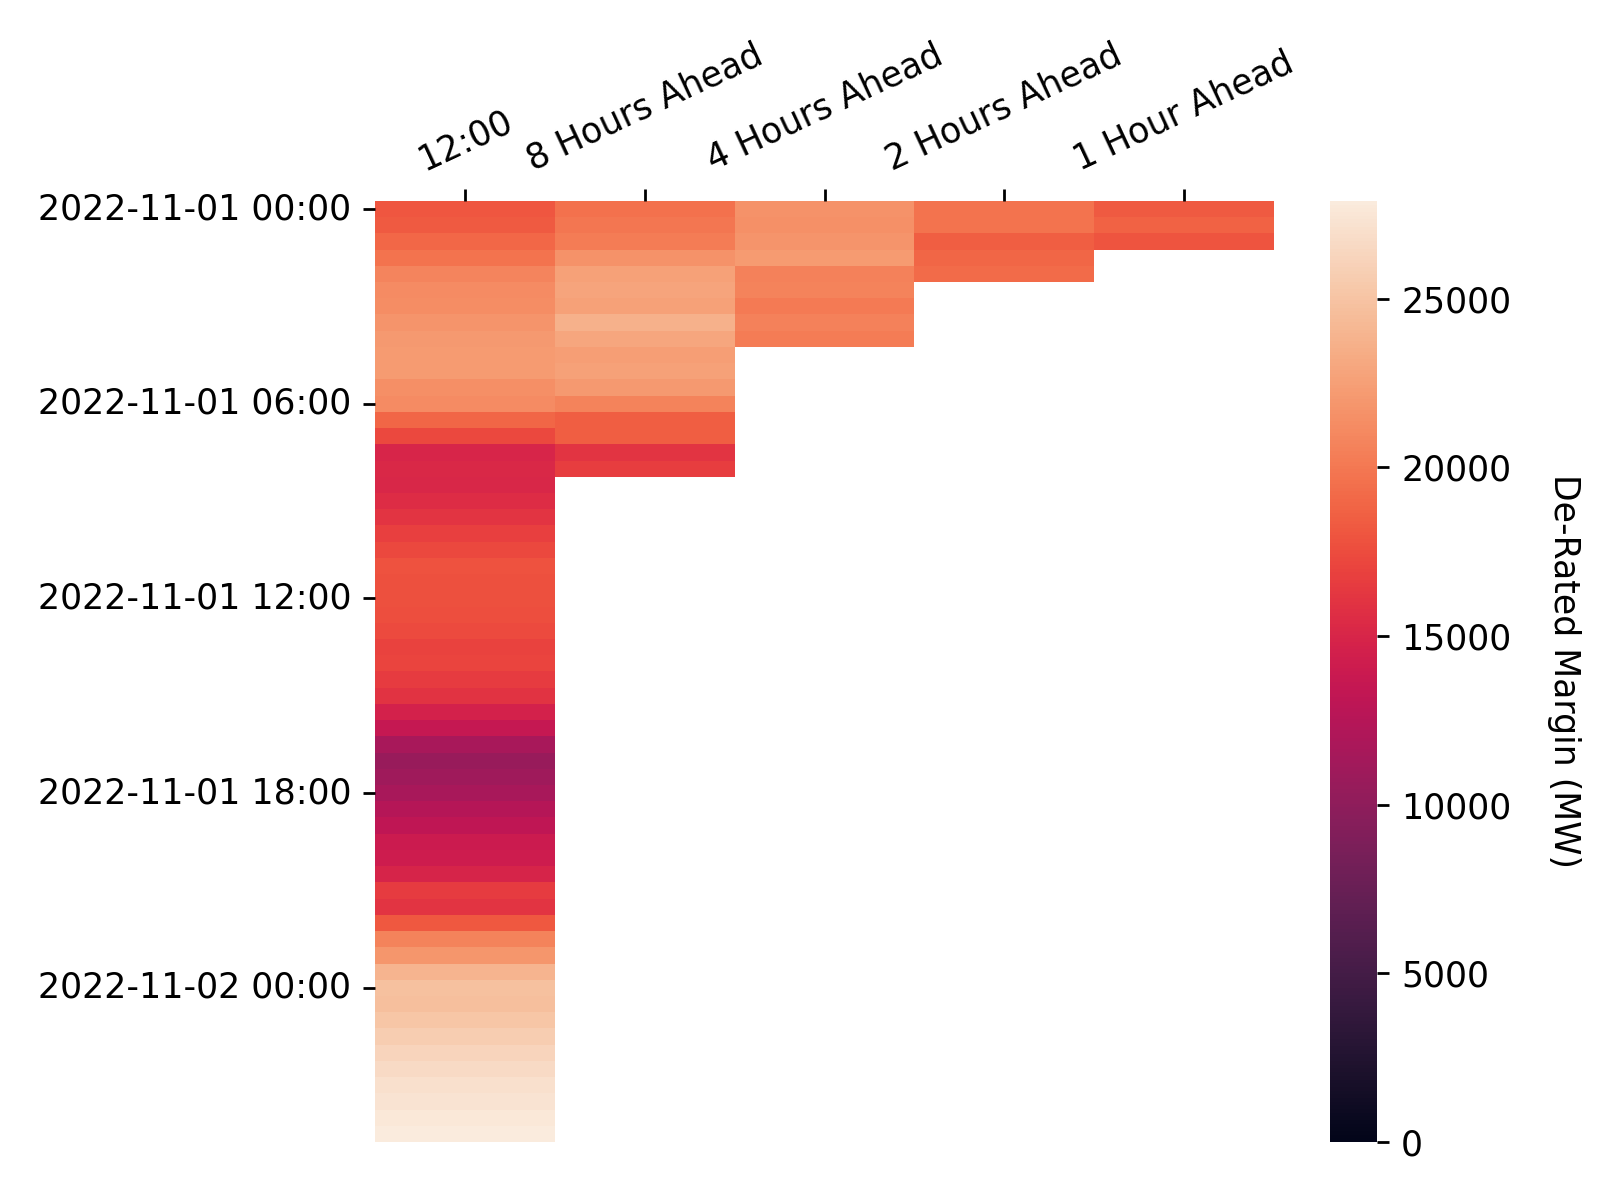 12:00
8 Hours Ahead
4 Hours Ahead
2 Hours Ahead
1 Hour Ahead
2022-11-01 00:00
2022-11-01 06:00
2022-11-01 12:00
2022-11-01 18:00
2022-11-02 00:00
25000
20000
15000
10000
5000
0
De-Rated Margin (MW)